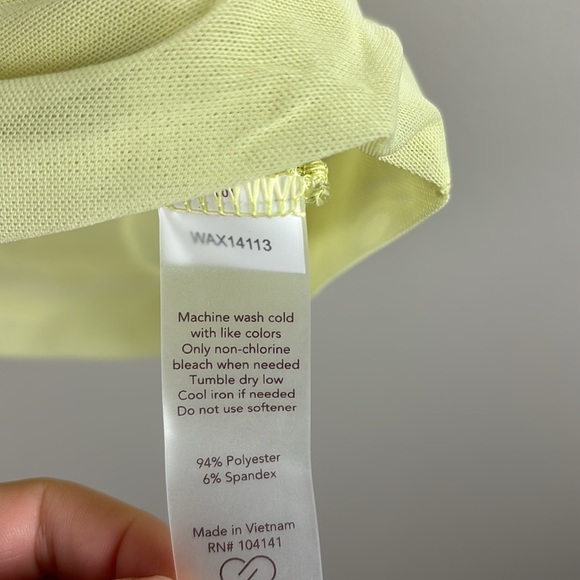 WAX14113
Machine wash cold
with like colors
Only non-chlorine
bleach when needed
Tumble dry low
Cool iron if needed
Do not use softener
94% Polyester
6% Spandex
Made in Vietnam
RN# 104141